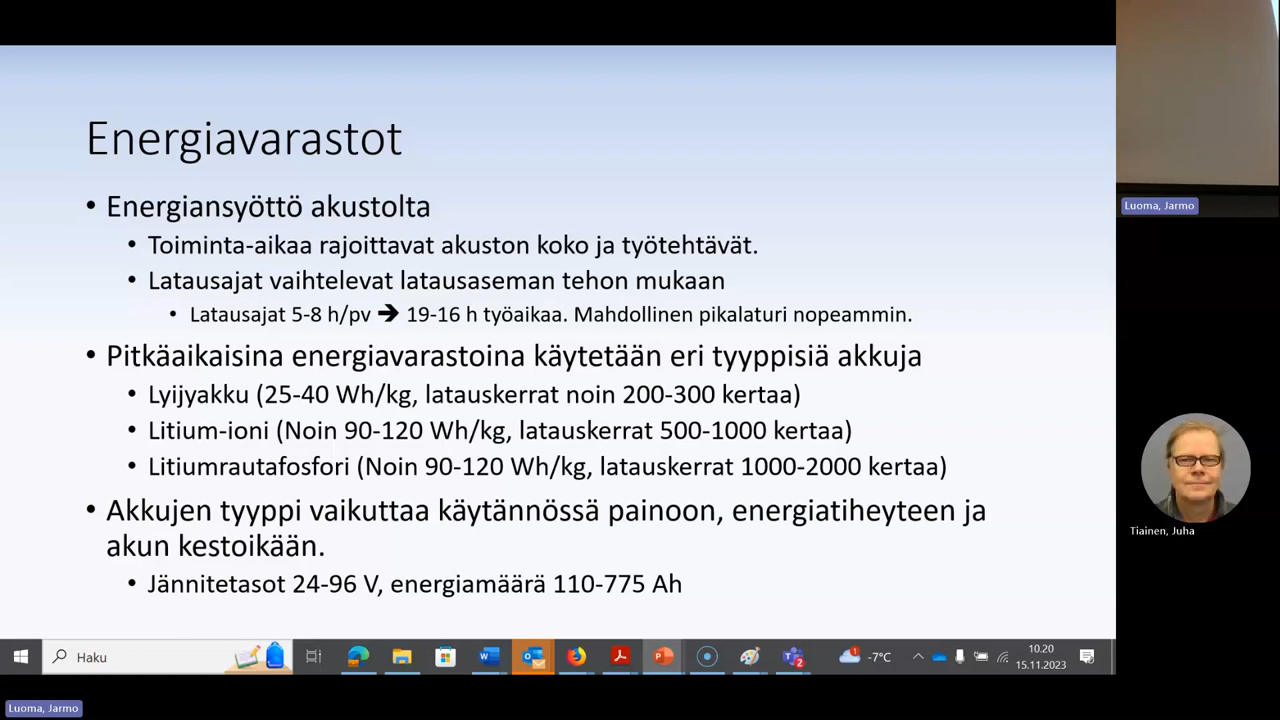 Energiavarastot
• Energiansyöttö akustolta
• Toiminta-aikaa rajoittavat akuston koko ja työtehtävät.
• Latausajat vaihtelevat latausaseman tehon mukaan
• Latausajat 5-8 h/pv ➔ 19-16 h työaikaa. Mahdollinen pikalaturi nopeammin.
• Pitkäaikaisina energiavarastoina käytetään eri tyyppisiä akkuja
• Lyijyakku (25-40 Wh/kg, latauskerrat noin 200-300 kertaa)
• Litium-ioni (Noin 90-120 Wh/kg, latauskerrat 500-1000 kertaa)
• Litiumrautafosfori (Noin 90-120 Wh/kg, latauskerrat 1000-2000 kertaa)
• Akkujen tyyppi vaikuttaa käytännössä painoon, energiatiheyteen ja
akun kestoikään.
• Jännitetasot 24-96 V, energiamäärä 110-775 Ah
Luoma, Jarmo
Tiainen, Juha
Haku
-7°C
10.20
15.11.2023
Luoma, Jarmo